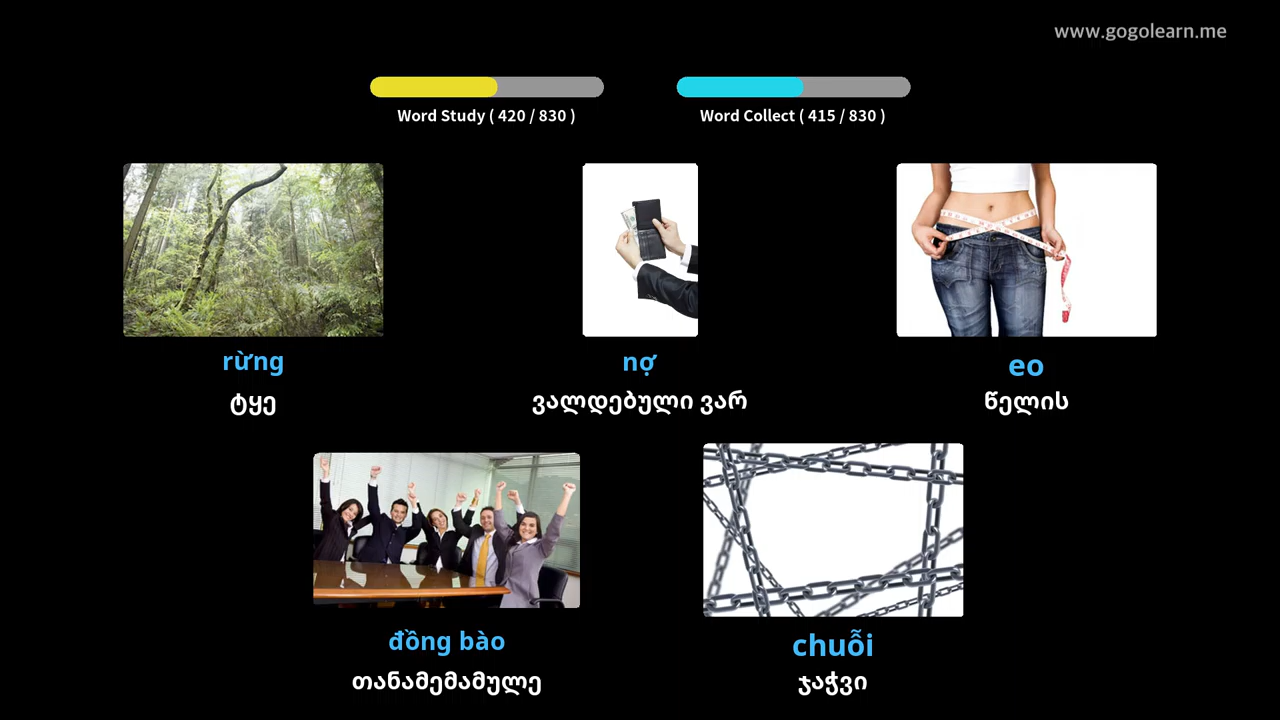 www.gogolearn.me
Word Study ( 420 / 830 )
Word Collect ( 415 / 830 )
rừng
ტყე
nợ
ვალდებული ვარ
eo
წელის
đồng bào
თანამემამულე
chuỗi
ჯაჭვი